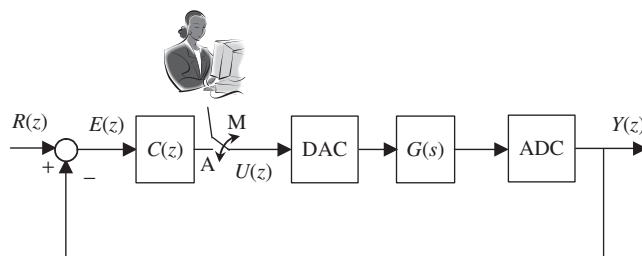 M
R(z)
E(z)
C(z)
DAC
G(s)
ADC
Y(z)
A
U(z)
+
−